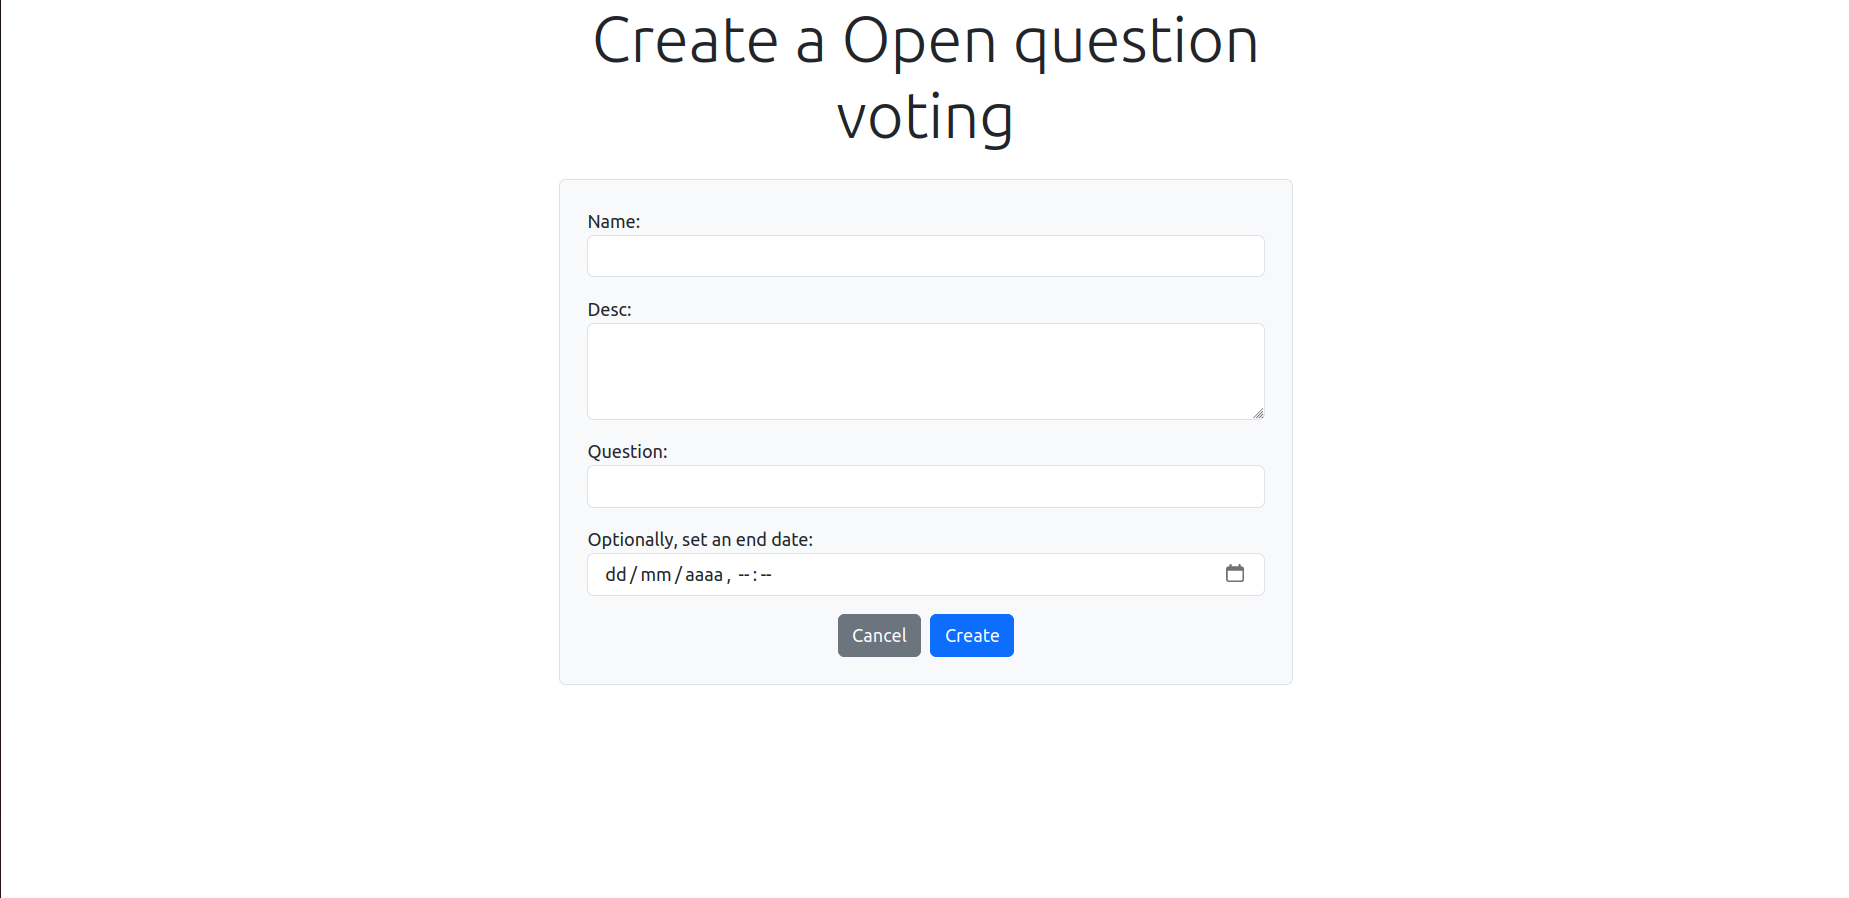 Create a Open question
voting
Name:
Desc:
Question:
Optionally, set an end date:
dd/mm/aaaa, --:--
Cancel Create